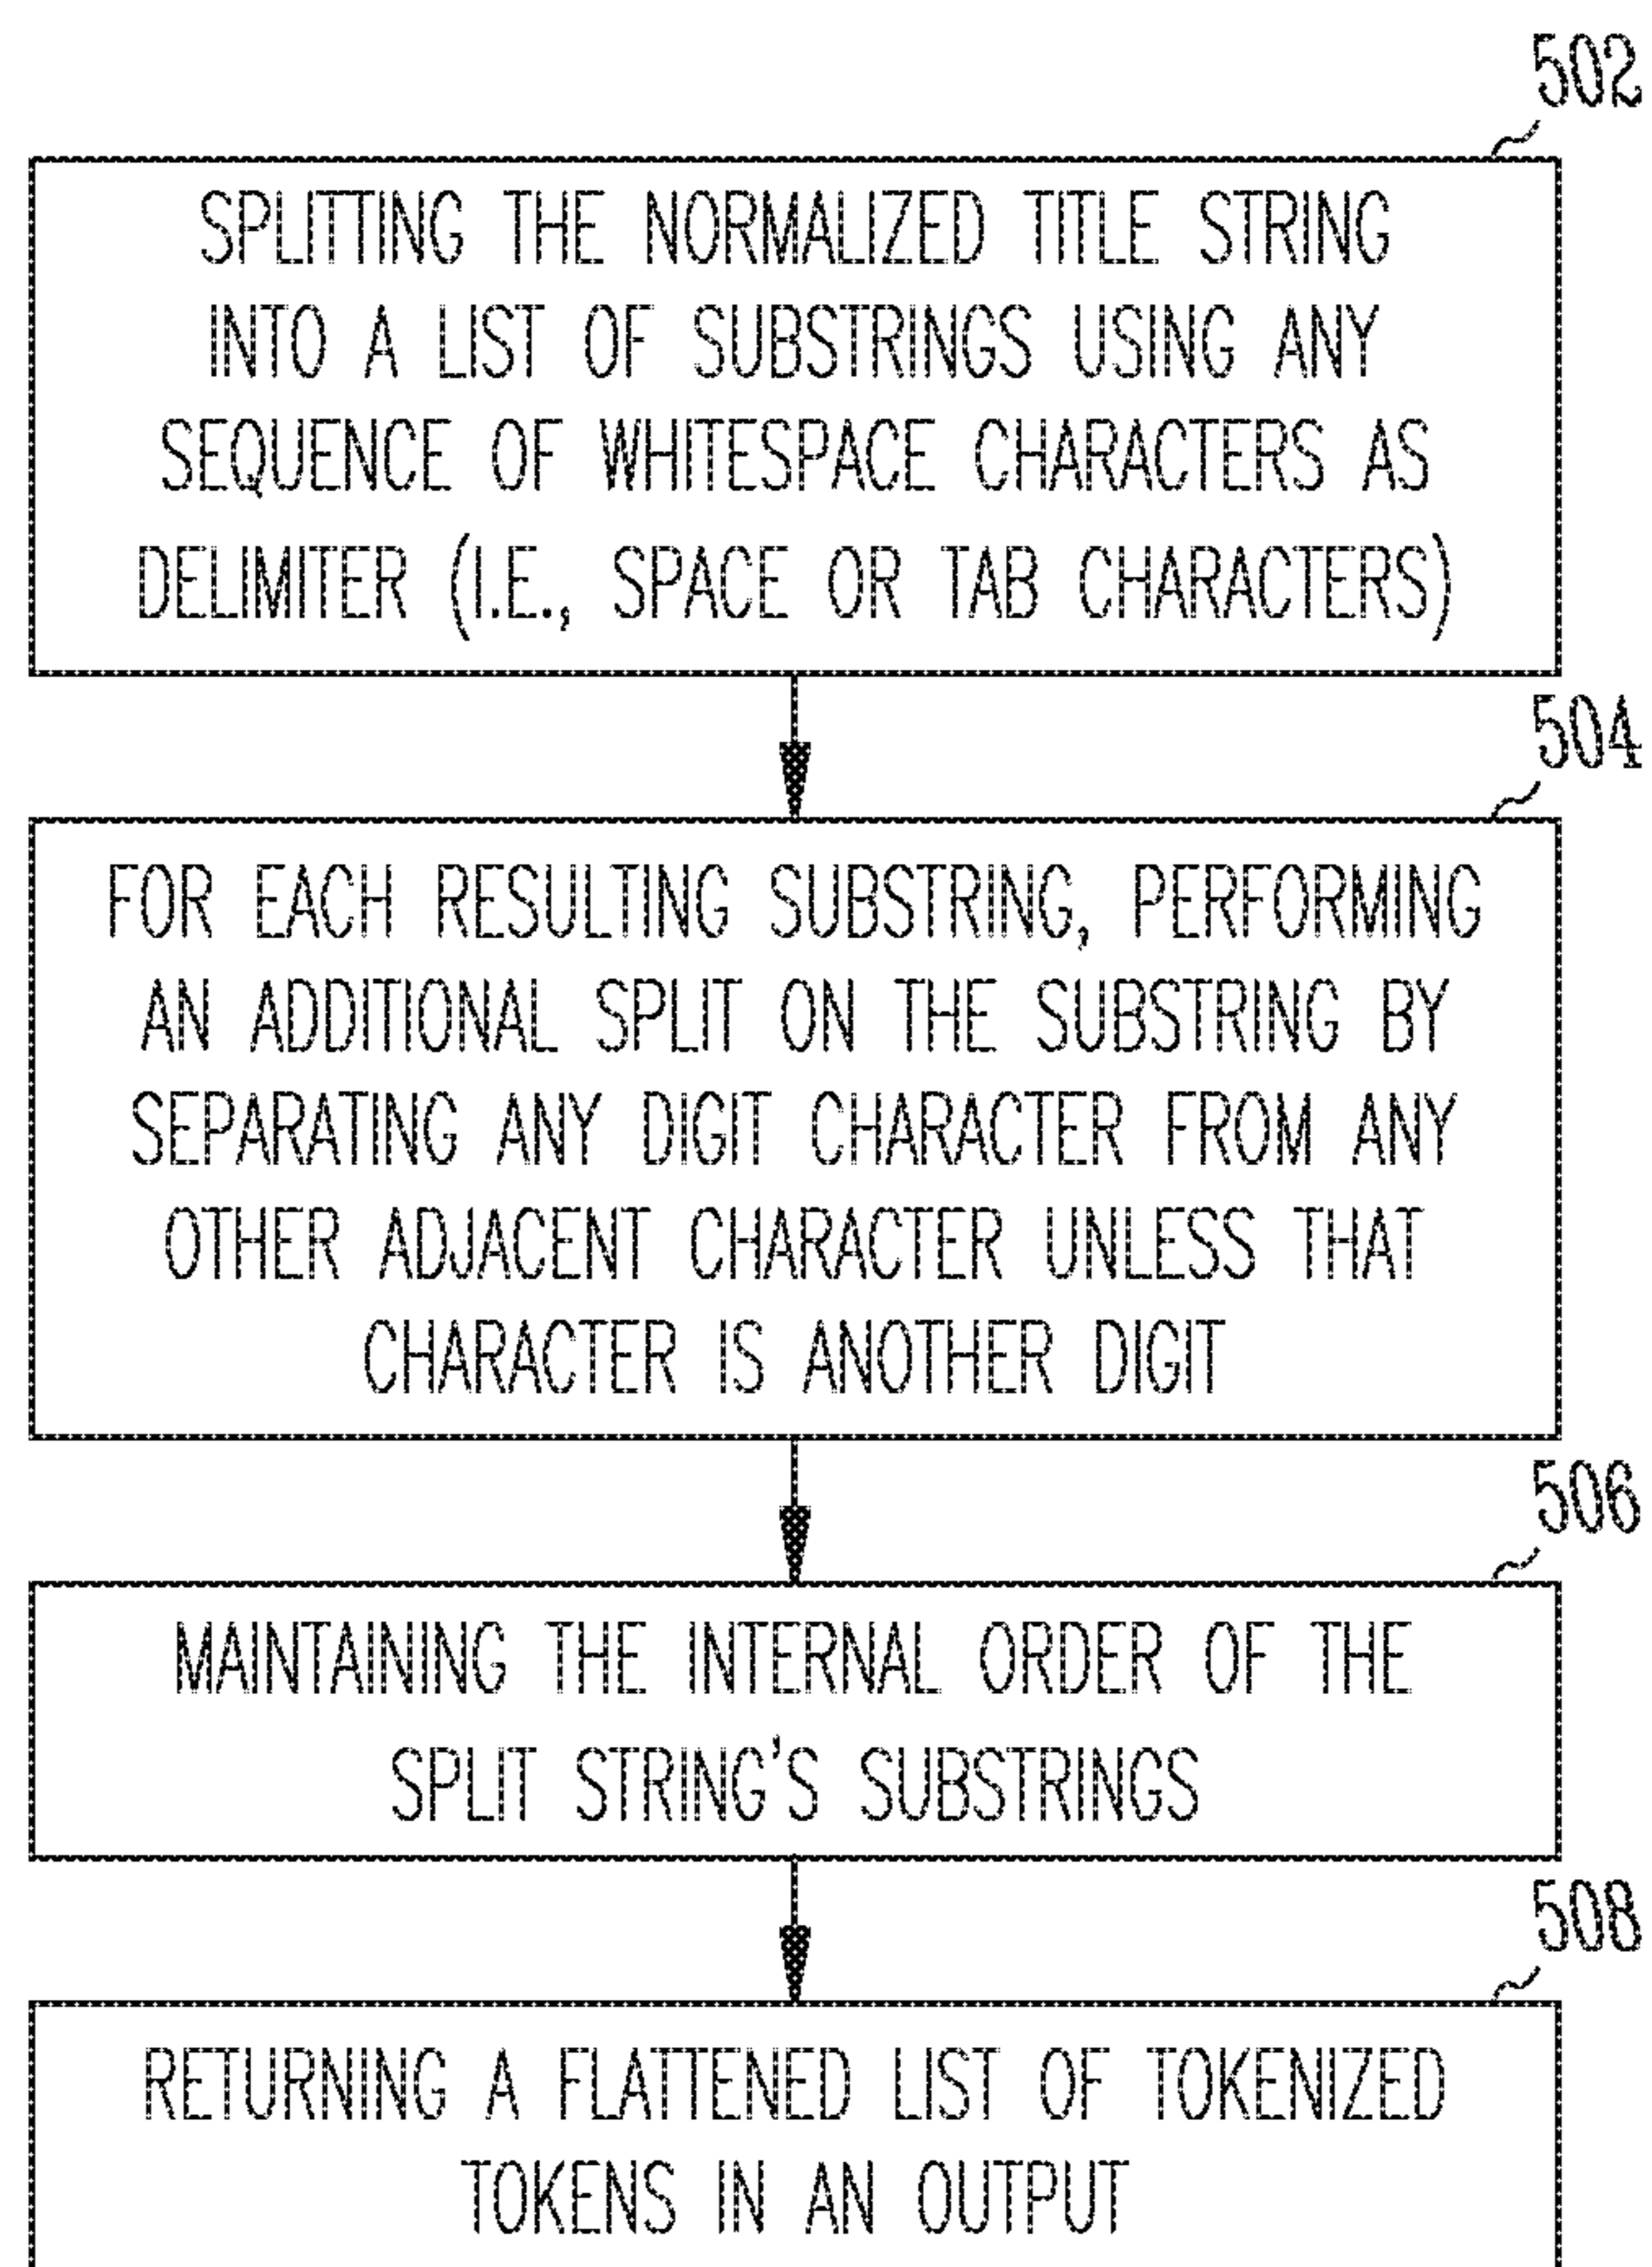 502
SPLITTING THE NORMALIZED TITLE STRING
INTO A LIST OF SUBSTRINGS USING ANY
SEQUENCE OF WHITESPACE CHARACTERS AS
DELIMITER (I.E., SPACE OR TAB CHARACTERS)
504
FOR EACH RESULTING SUBSTRING, PERFORMING
AN ADDITIONAL SPLIT ON THE SUBSTRING BY
SEPARATING ANY DIGIT CHARACTER FROM ANY
OTHER ADJACENT CHARACTER UNLESS THAT
CHARACTER IS ANOTHER DIGIT
506
MAINTAINING THE INTERNAL ORDER OF THE
SPLIT STRING'S SUBSTRINGS
508
RETURNING A FLATTENED LIST OF TOKENIZED
TOKENS IN AN OUTPUT